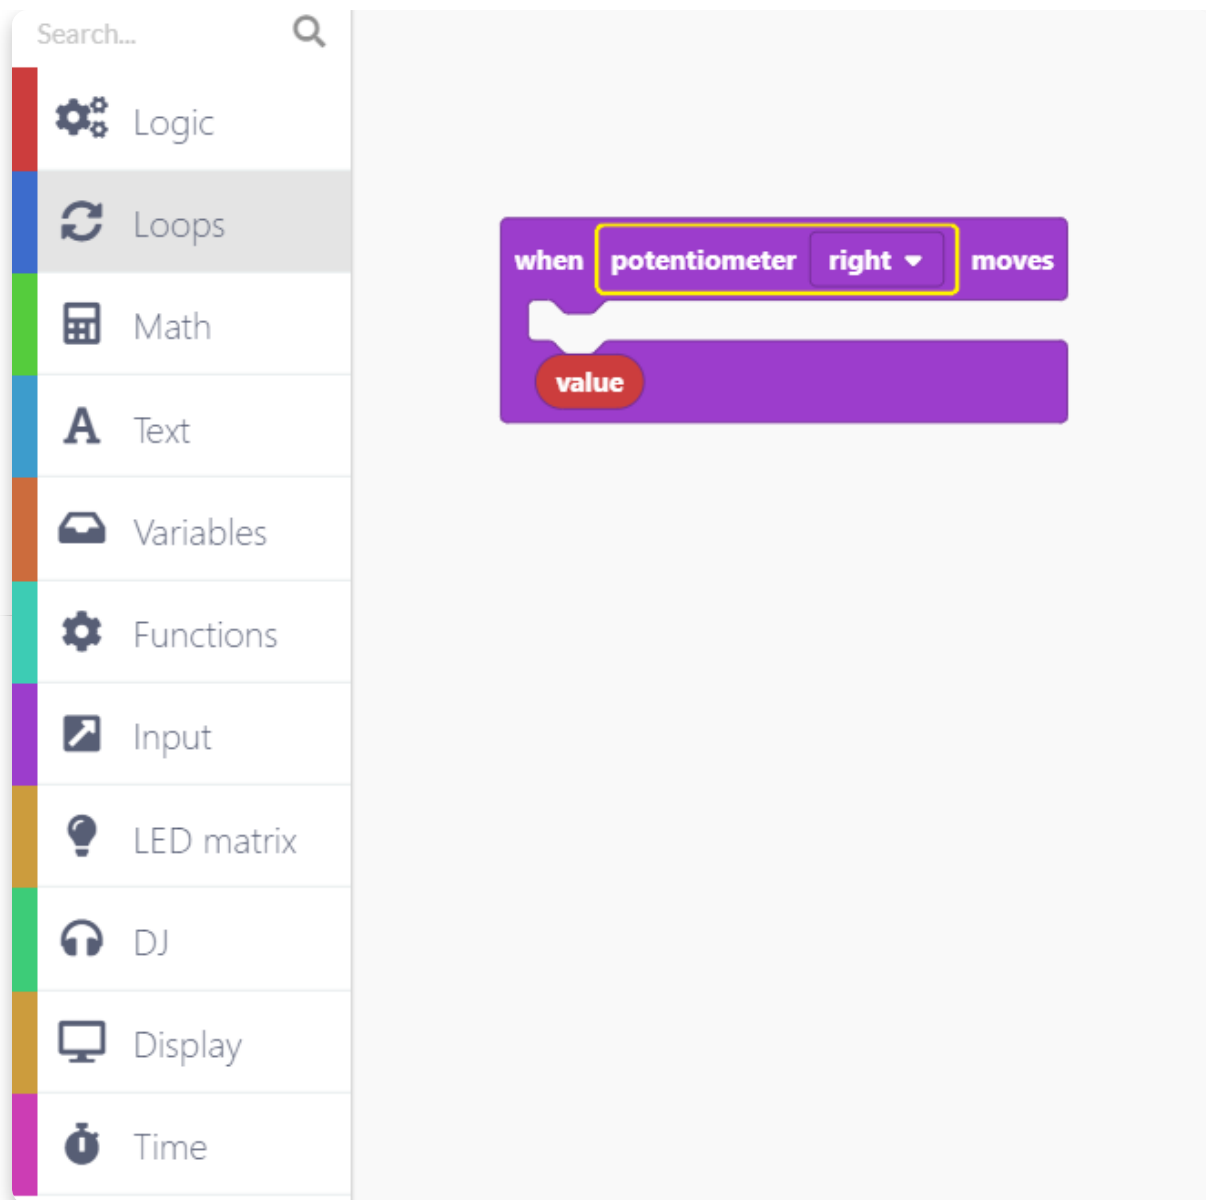 Search...
Logic
Loops
Math
Text
Variables
Functions
Input
LED matrix
DJ
Display
Time
when potentiometer right moves
value